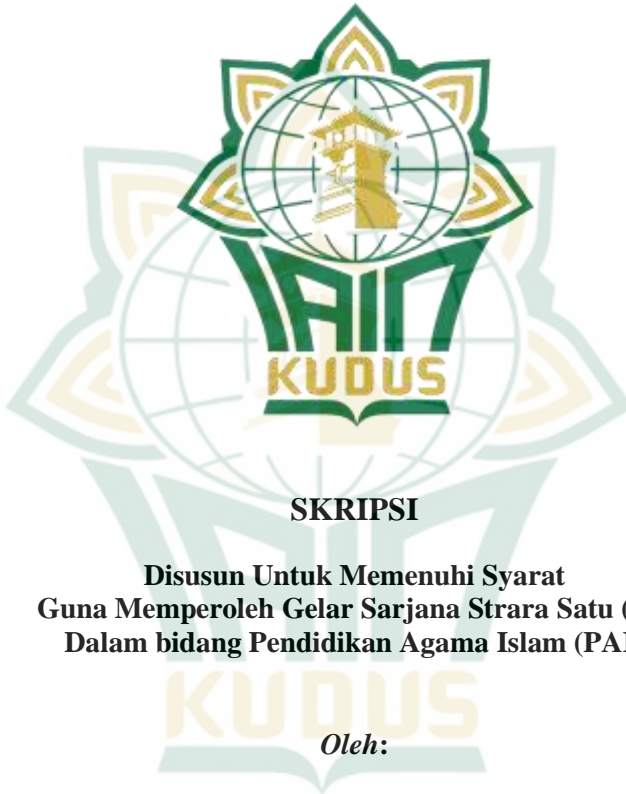 IAIN
KUDUS
SKRIPSI
Disusun Untuk Memenuhi Syarat
Guna Memperoleh Gelar Sarjana Strara Satu (
Dalam bidang Pendidikan Agama Islam (PAI
KUDUS
Oleh: